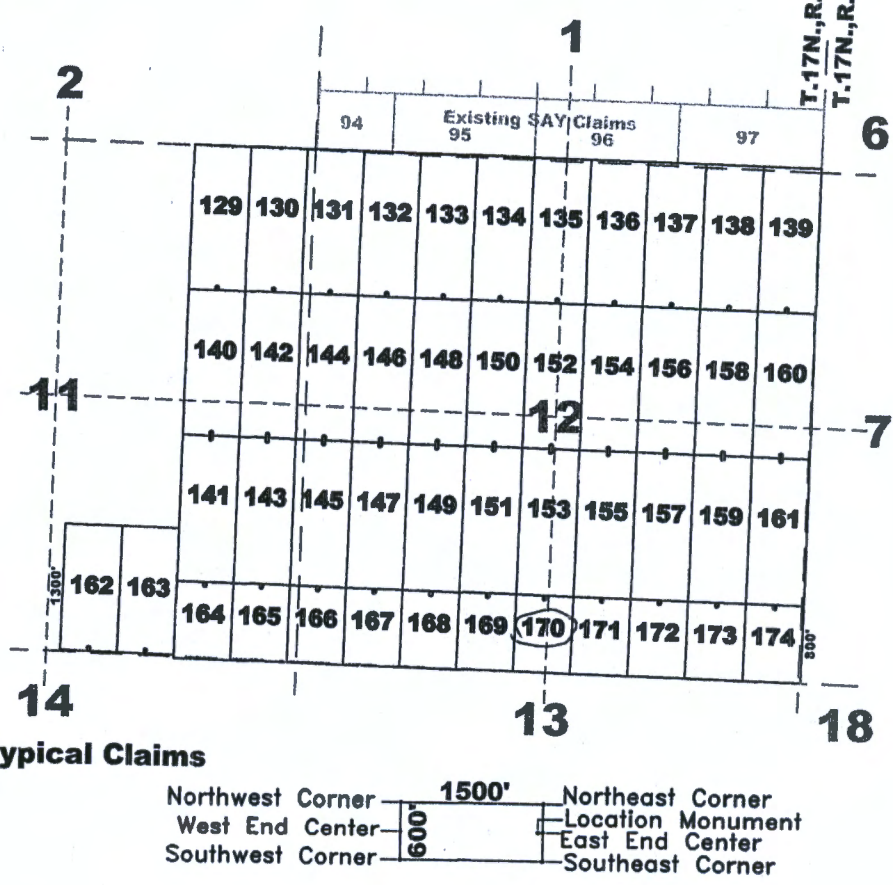 T.17N.,R.
T.17N.,R.
1
2
94
Existing SAY Claims
95
96
97
6
129 130 131 132 133 134 135 136 137 138 139
140 142 144 146 148 150 152 154 156 158 160
11
12
7
141 143 145 147 149 151 153 155 157 159 161
1300'
162 163
164 165 166 167 168 169 170 171 172 173 174
800'
14
13
18
ypical Claims
Northwest Corner
1500'
Northeast Corner
West End Center
600'
Location Monument
East End Center
Southwest Corner
Southeast Corner